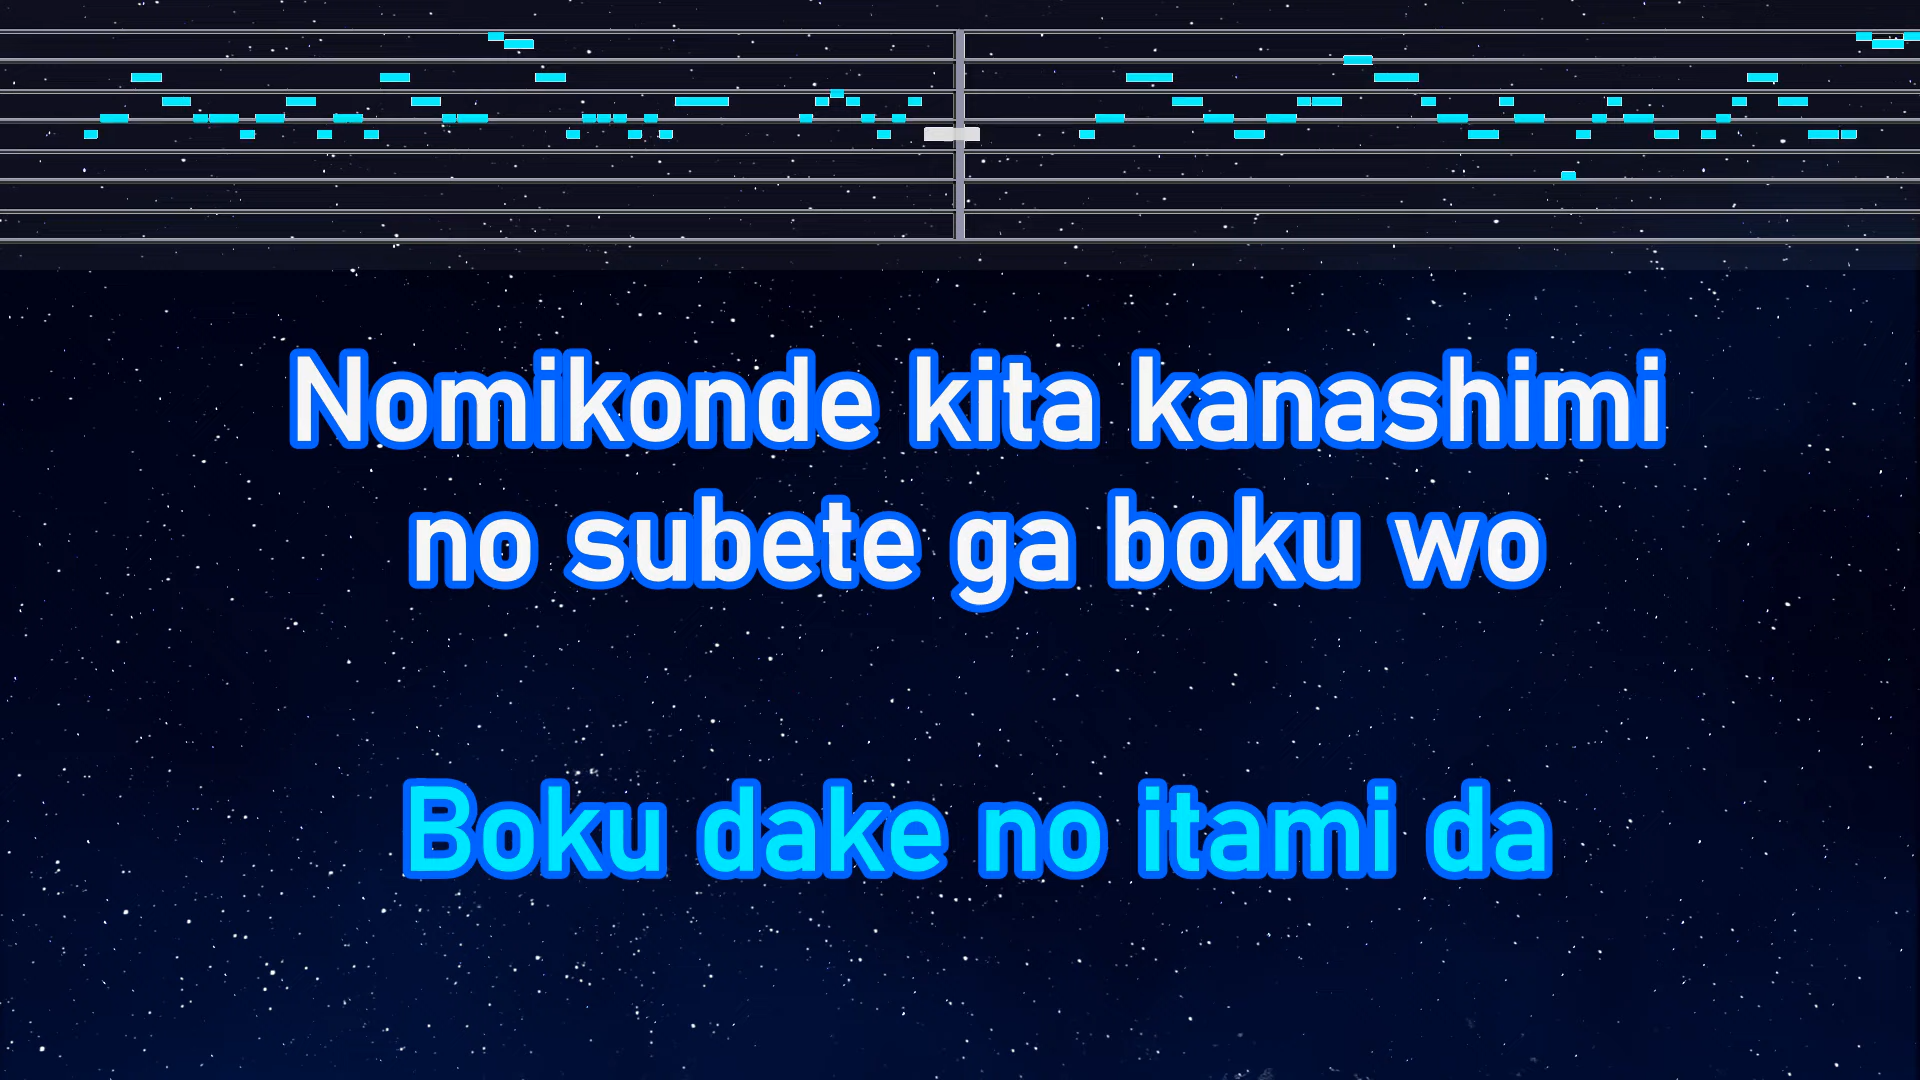 Nomikonde kita kanashimi
no subete ga boku wo
Boku dake no itami da